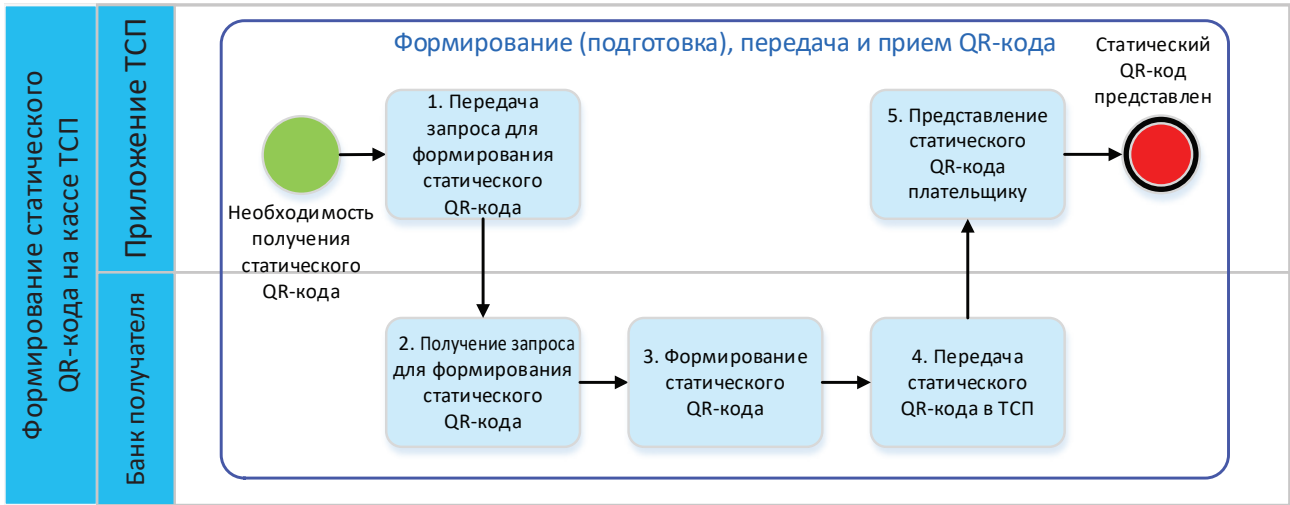 Формирование статического
QR-кода на кассе ТСП
Приложение ТСП
Банк получателя
Формирование (подготовка), передача и прием QR-кода
Необходимость
получения
статического
QR-кода
1. Передача
запроса для
формирования
статического
QR-кода
2. Получение запроса
для формирования
статического
QR-кода
3. Формирование
статического
QR-кода
4. Передача
статического
QR-кода в ТСП
5. Представление
статического
QR-кода
плательщику
Статический
QR-код
представлен